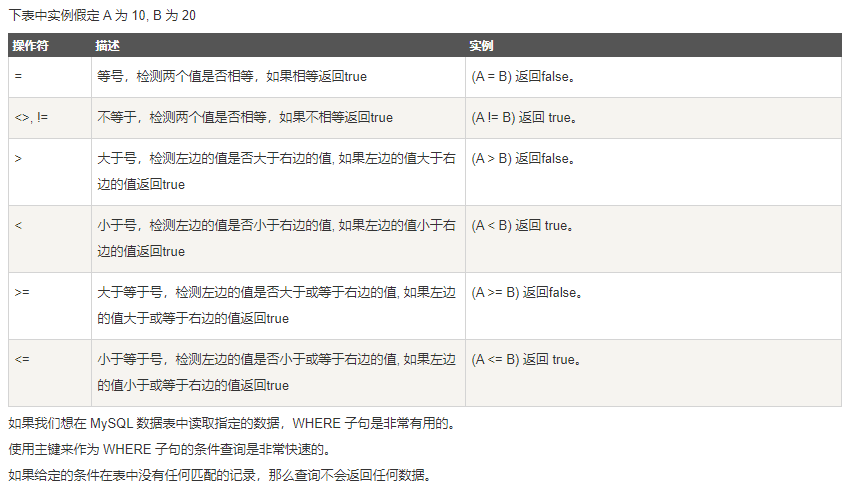 下表中实例假定 A 为 10, B 为 20
操作符 描述 实例
= 等号，检测两个值是否相等，如果相等返回true (A = B) 返回false。
<>, != 不等于，检测两个值是否相等，如果不相等返回true (A != B) 返回 true。
> 大于号，检测左边的值是否大于右边的值, 如果左边的值大于右 (A > B) 返回false。
边的值返回true
< 小于号，检测左边的值是否小于右边的值, 如果左边的值小于右 (A < B) 返回 true。
边的值返回true
>= 大于等于号，检测左边的值是否大于或等于右边的值, 如果左边 (A >= B) 返回false。
的值大于或等于右边的值返回true
<= 小于等于号，检测左边的值是否小于或等于右边的值, 如果左边 (A <= B) 返回 true。
的值小于或等于右边的值返回true
如果我们想在 MySQL 数据表中读取指定的数据，WHERE 子句是非常有用的。
使用主键来作为 WHERE 子句的条件查询是非常快速的。
如果给定的条件在表中没有任何匹配的记录，那么查询不会返回任何数据。